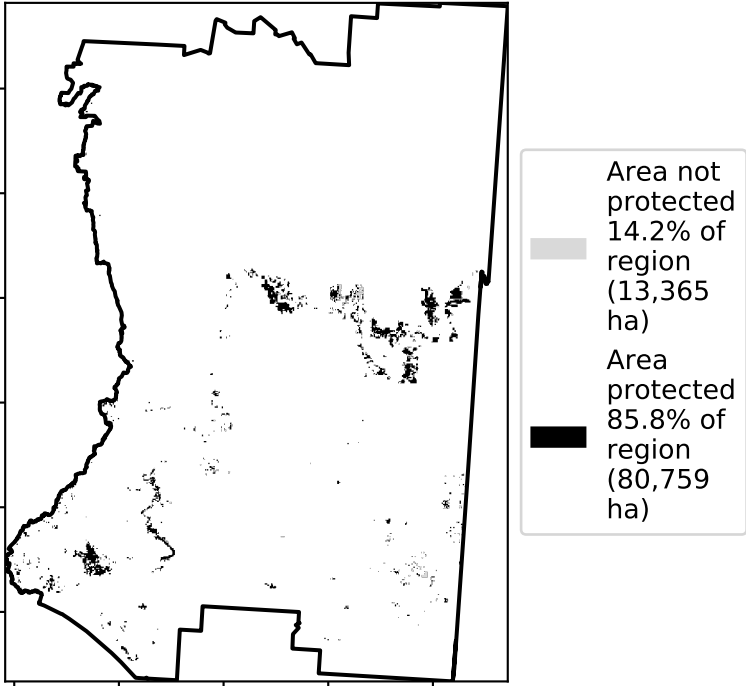 Area not
protected
14.2% of
region
(13,365
ha)
Area
protected
85.8% of
region
(80,759
ha)